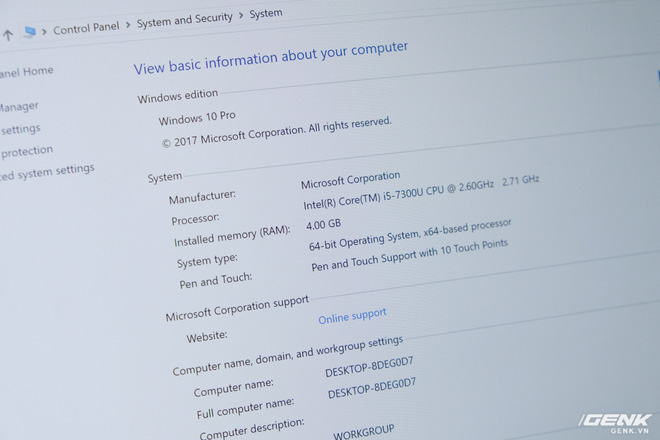 Control Panel > System and Security > System
anel Home
View basic information about your computer
Manager
settings
protection
ced system settings
Windows edition
Windows 10 Pro
© 2017 Microsoft Corporation. All rights reserved.
System
Manufacturer: Microsoft Corporation
Processor: Intel(R) Core(TM) i5-7300U CPU @ 2.60GHz 2.71 GHz
Installed memory (RAM): 4.00 GB
System type: 64-bit Operating System, x64-based processor
Pen and Touch: Pen and Touch Support with 10 Touch Points
Microsoft Corporation support
Website: Online support
Computer name, domain, and workgroup settings
Computer name: DESKTOP-8DEG0D7
Full computer name: DESKTOP-8DEG0D7
Computer description:
WORKGROUP
GENK
GENK.VN